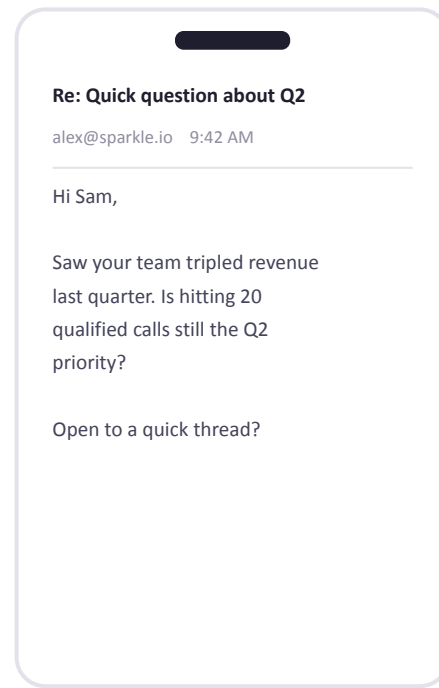 Re: Quick question about Q2
alex@sparkle.io 9:42 AM
Hi Sam,
Saw your team tripled revenue
last quarter. Is hitting 20
qualified calls still the Q2
priority?
Open to a quick thread?